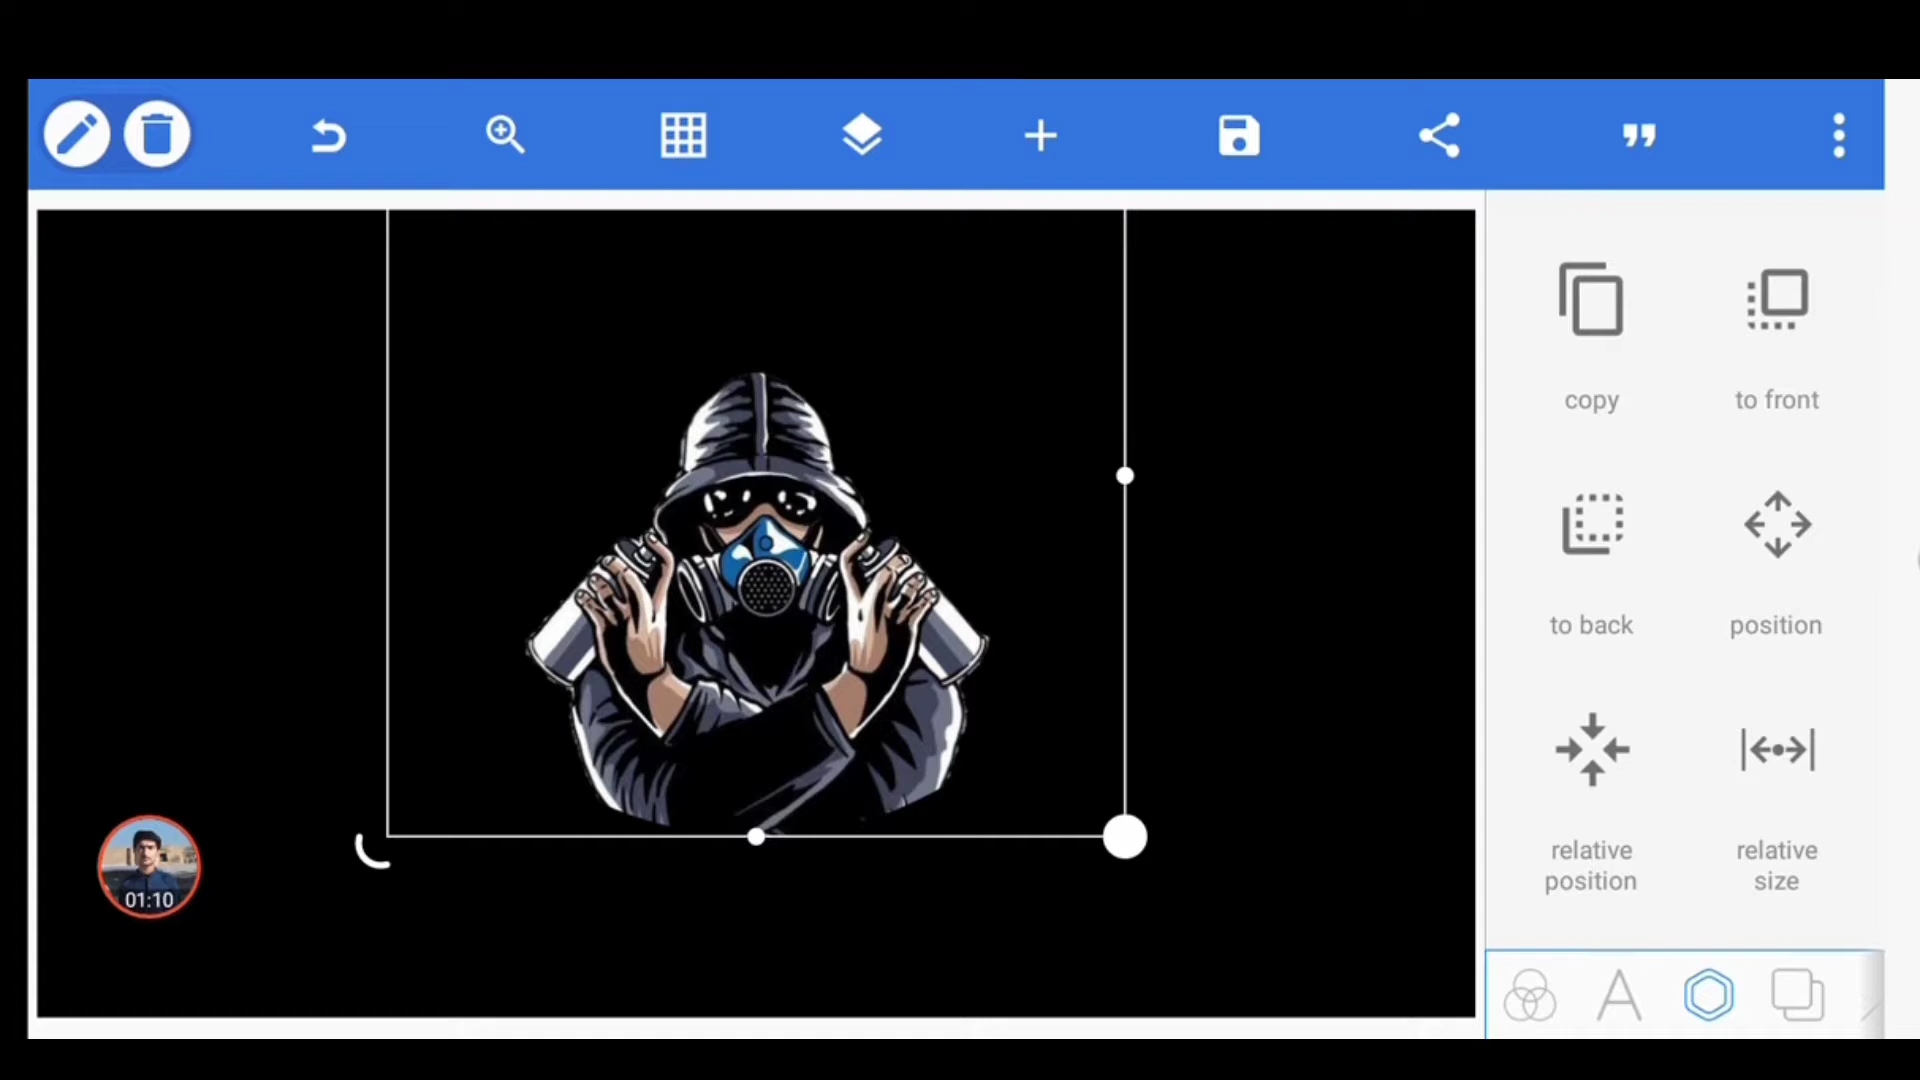 copy
to front
to back
position
relative
position
relative
size
01:10